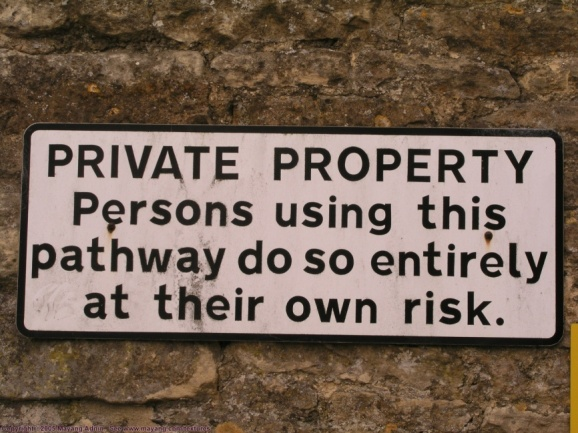 PRIVATE PROPERTY
Persons using this
pathway do so entirely
at their own risk.